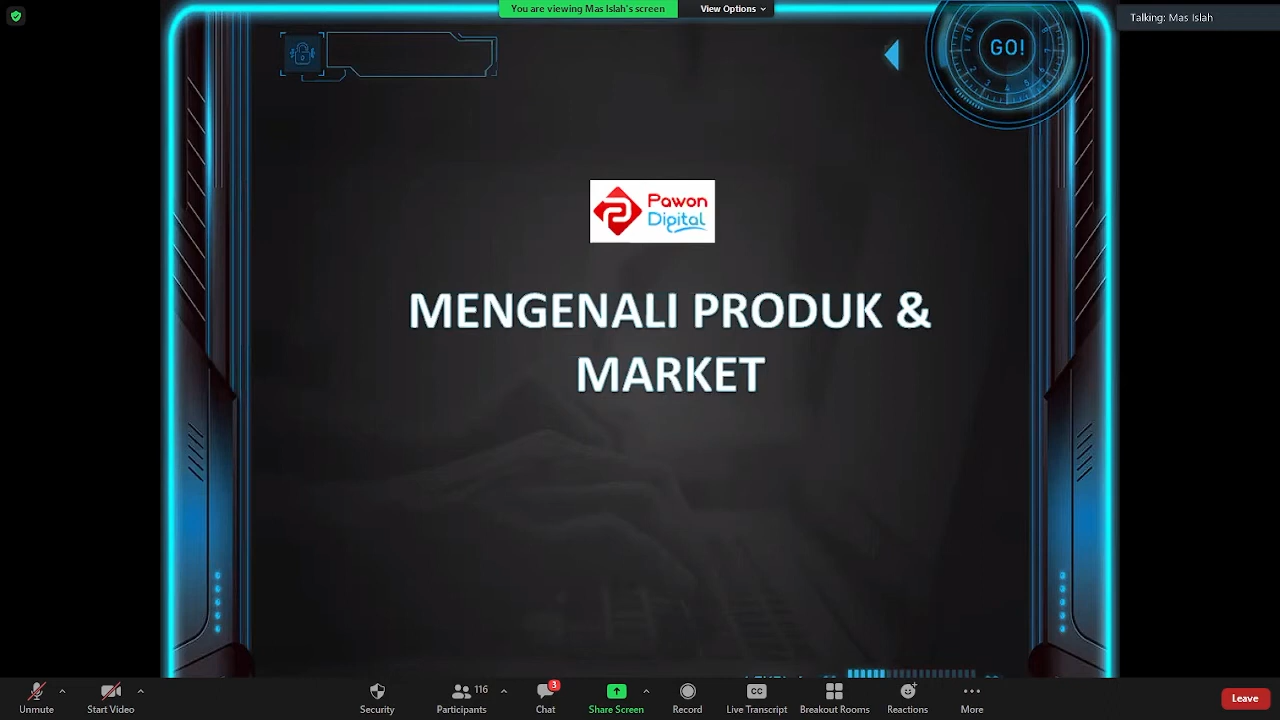 You are viewing Mas Islah's screen
View Options
Talking: Mas Islah
GO!
Pawon
Digital
MENGENALI PRODUK &
MARKET
Unmute
Start Video
Security
116
Participants
3
Chat
Share Screen
Record
CC
Live Transcript
Breakout Rooms
Reactions
More
Leave